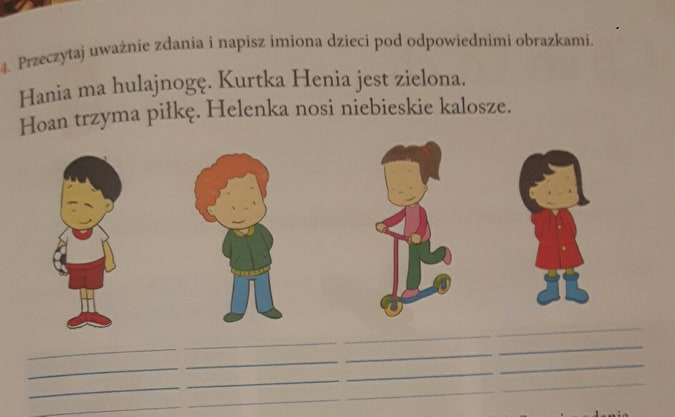 4. Przeczytaj uważnie zdania i napisz imiona dzieci pod odpowiednimi obrazkami.
Hania ma hulajnogę. Kurtka Henia jest zielona.
Hoan trzyma piłkę. Helenka nosi niebieskie kalosze.